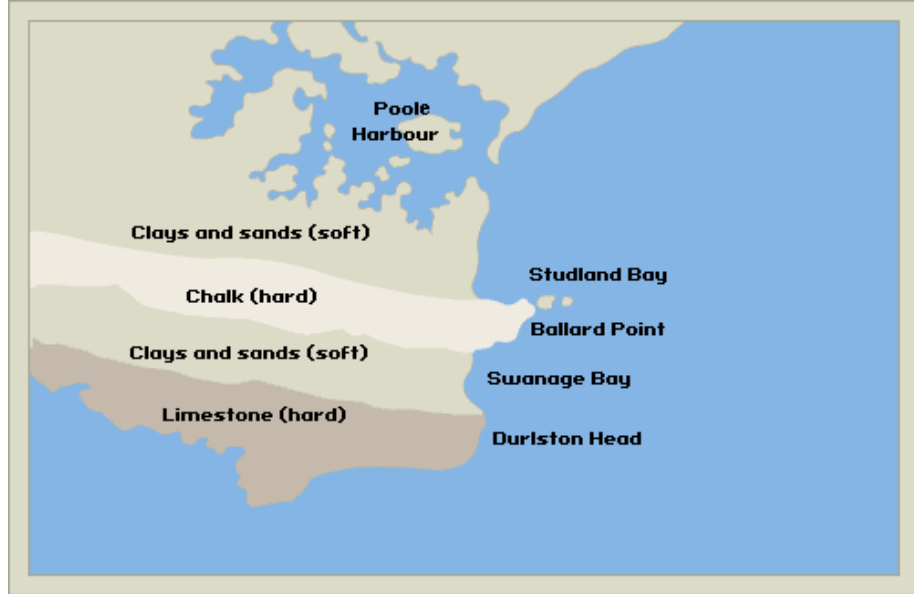 Poole
Harbour
Clays and sands (soft)
Studland Bay
Chalk (hard)
Ballard Point
Clays and sands (soft)
Swanage Bay
Limestone (hard)
Durlston Head